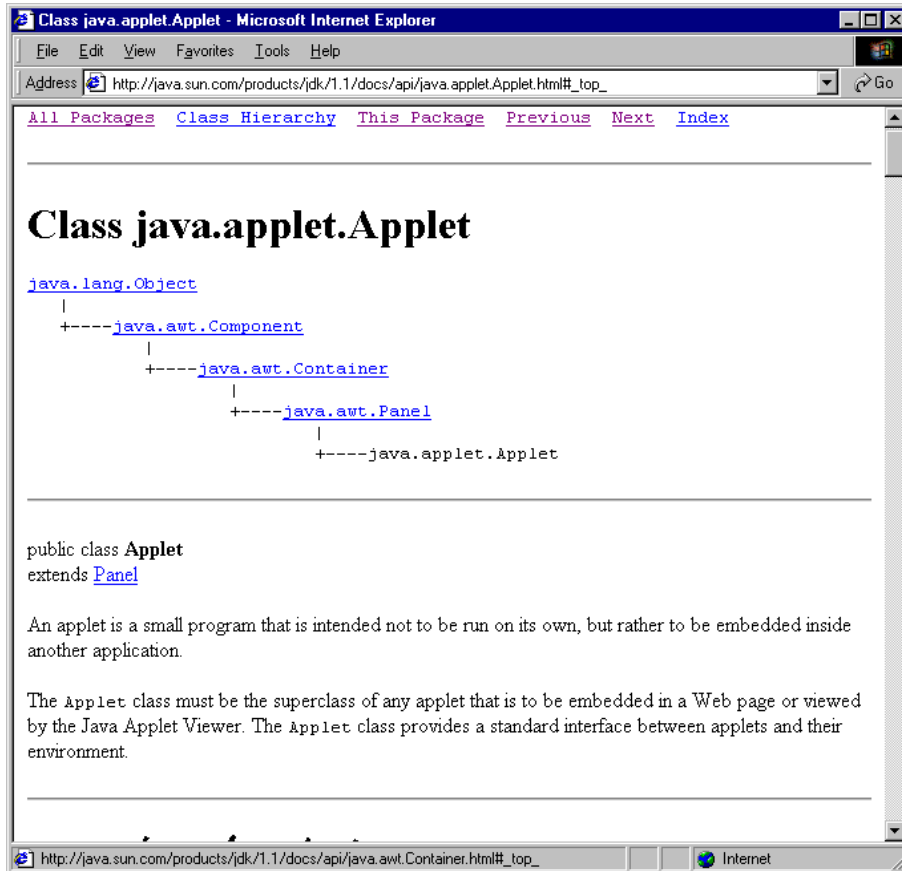 Class java.applet.Applet - Microsoft Internet Explorer
File Edit View Favorites Tools Help
Address http://java.sun.com/products/jdk/1.1/docs/api/java.applet.Applet.html#_top_ Go
All Packages Class Hierarchy This Package Previous Next Index
Class java.applet.Applet
java.lang.Object
|
+----java.awt.Component
|
+----java.awt.Container
|
+----java.awt.Panel
|
+----java.applet.Applet
public class Applet
extends Panel
An applet is a small program that is intended not to be run on its own, but rather to be embedded inside
another application.
The Applet class must be the superclass of any applet that is to be embedded in a Web page or viewed
by the Java Applet Viewer. The Applet class provides a standard interface between applets and their
environment.
http://java.sun.com/products/jdk/1.1/docs/api/java.awt.Container.html#_top_ Internet